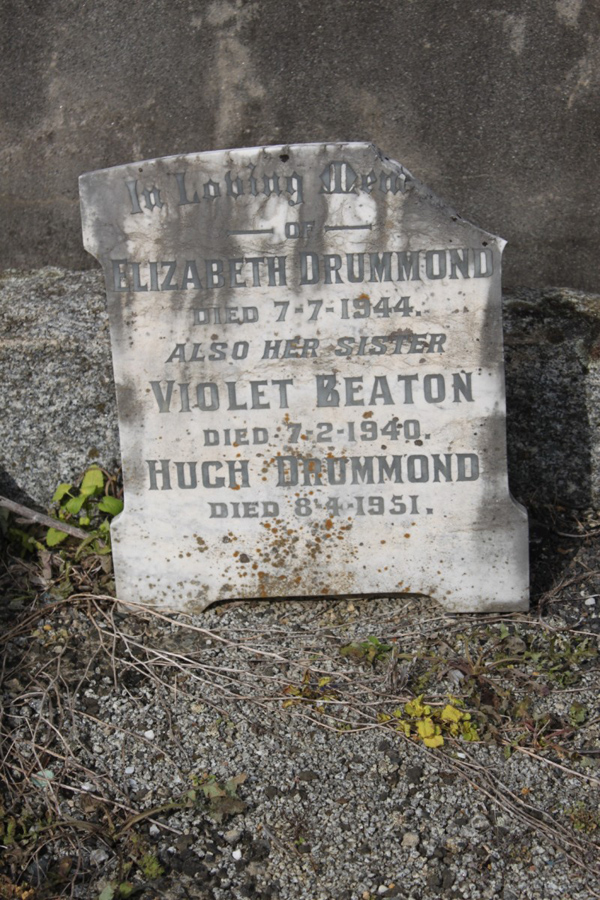 In Loving Mem
OF
ELIZABETH DRUMMOND
DIED 7-7-1944.
ALSO HER SISTER
VIOLET BEATON
DIED 7-2-1940.
HUGH DRUMMOND
DIED 8-4-1951.